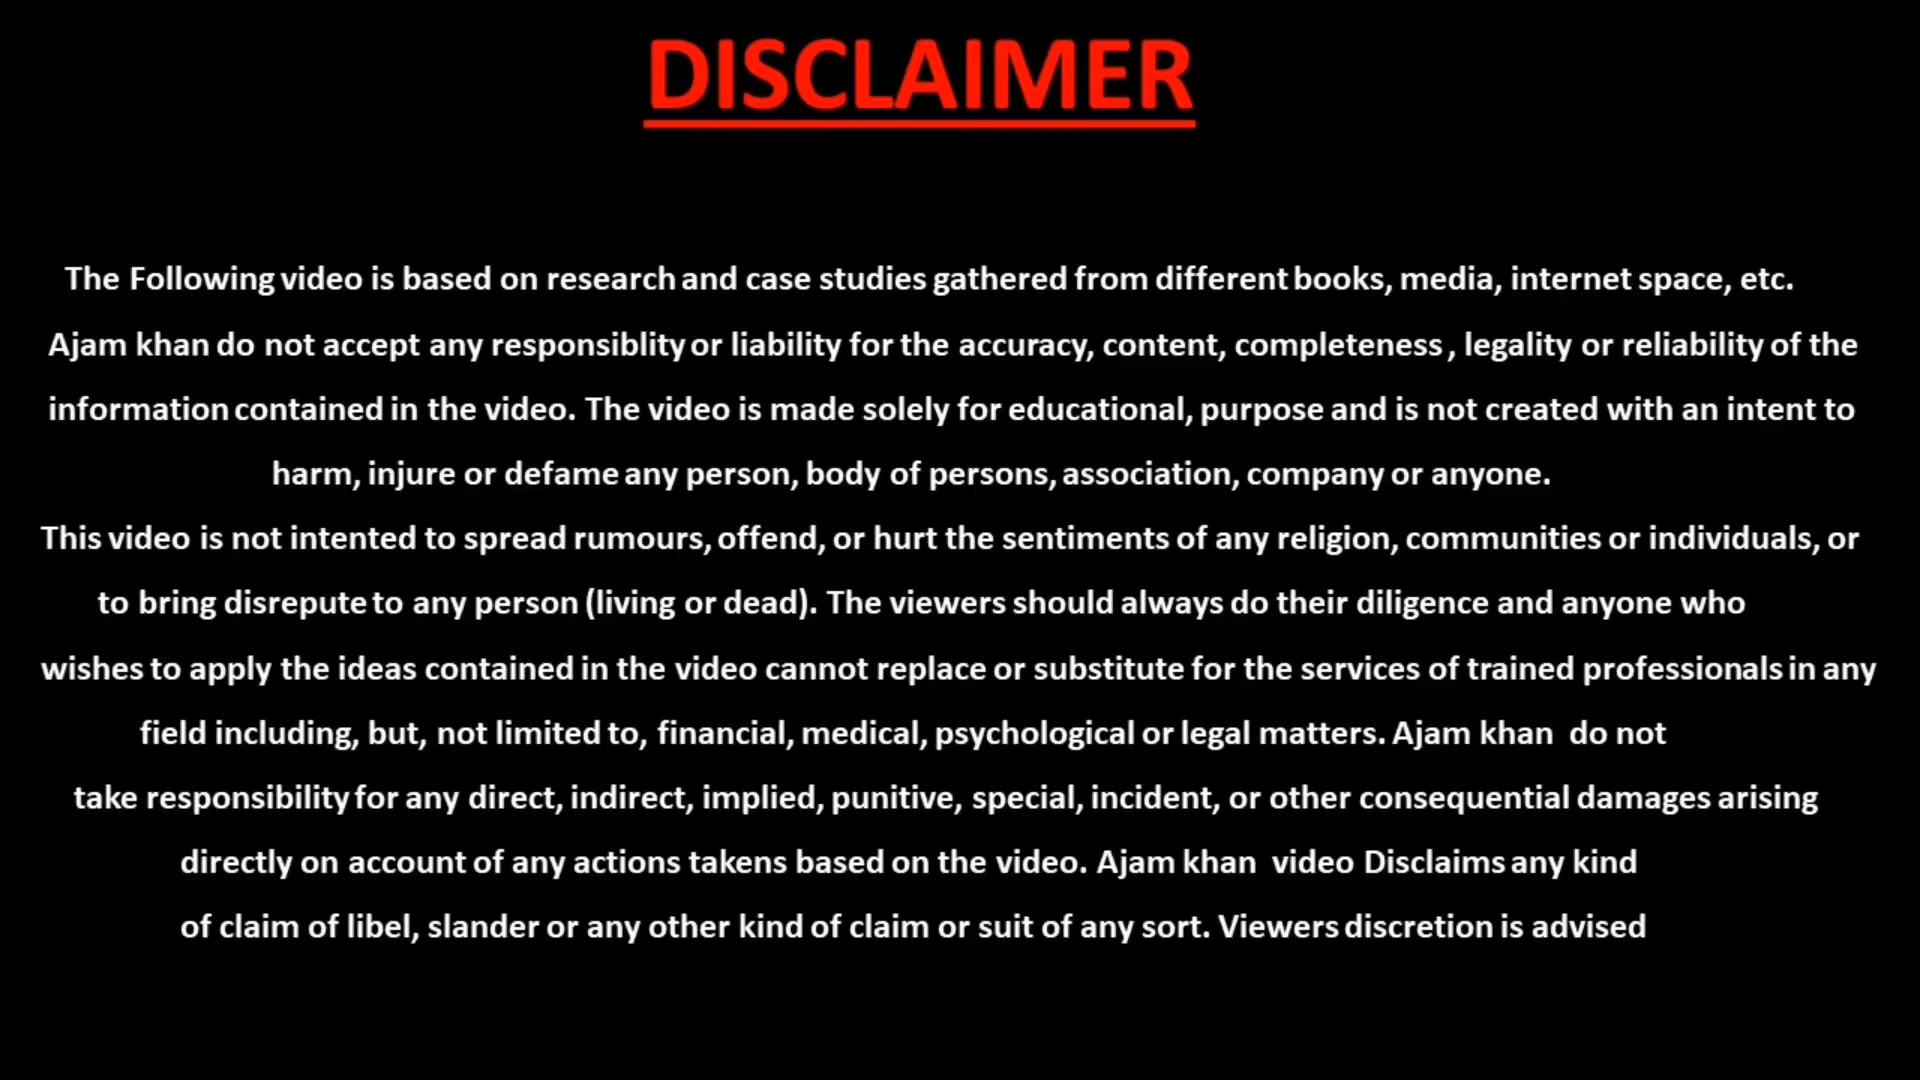 DISCLAIMER
The Following video is based on research and case studies gathered from different books, media, internet space, etc.
Ajam khan do not accept any responsiblity or liability for the accuracy, content, completeness , legality or reliability of the
information contained in the video. The video is made solely for educational, purpose and is not created with an intent to
harm, injure or defame any person, body of persons, association, company or anyone.
This video is not intented to spread rumours, offend, or hurt the sentiments of any religion, communities or individuals, or
to bring disrepute to any person (living or dead). The viewers should always do their diligence and anyone who
wishes to apply the ideas contained in the video cannot replace or substitute for the services of trained professionals in any
field including, but, not limited to, financial, medical, psychological or legal matters. Ajam khan  do not
take responsibility for any direct, indirect, implied, punitive, special, incident, or other consequential damages arising
directly on account of any actions takens based on the video. Ajam khan  video Disclaims any kind
of claim of libel, slander or any other kind of claim or suit of any sort. Viewers discretion is advised